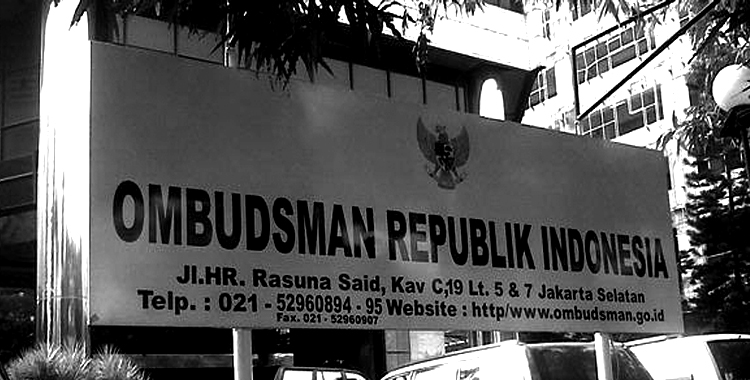 OMBUDSMAN REPUBLIK INDONESIA
Jl.HR. Rasuna Said, Kav C,19 Lt. 5 & 7 Jakarta Selatan
Telp. : 021 - 52960894 - 95 Website : http/www.ombudsman.go.id
Fax. 021 - 52960907